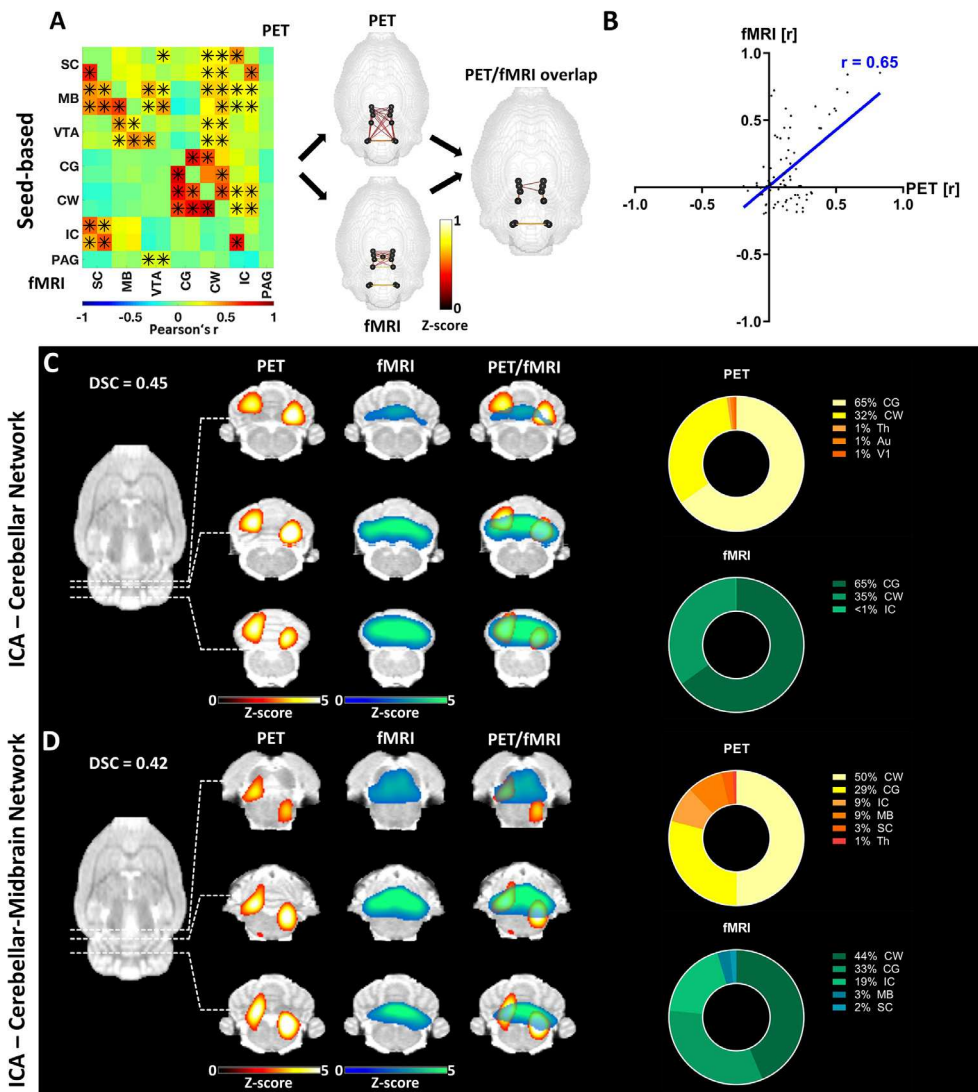 A
PET
Seed-based
SC
MB
VTA
CG
CW
IC
PAG
fMRI
SC
MB
VTA
CG
CW
IC
PAG
-1
-0.5
0
0.5
1
Pearson's r
PET
fMRI
PET/fMRI overlap
1
0
Z-score
B
fMRI [r]
1.0
0.5
r = 0.65
PET [r]
-1.0
-0.5
0.5
1.0
0.5
-1.0
ICA – Cerebellar Network
C
DSC = 0.45
PET
fMRI
PET/fMRI
0
5
Z-score
0
5
Z-score
PET
65% CG
32% CW
1% Th
1% Au
1% V1
fMRI
65% CG
35% CW
<1% IC
ICA – Cerebellar-Midbrain Network
D
DSC = 0.42
PET
fMRI
PET/fMRI
0
5
Z-score
0
5
Z-score
PET
50% CW
29% CG
9% IC
9% MB
3% SC
1% Th
fMRI
44% CW
33% CG
19% IC
3% MB
2% SC